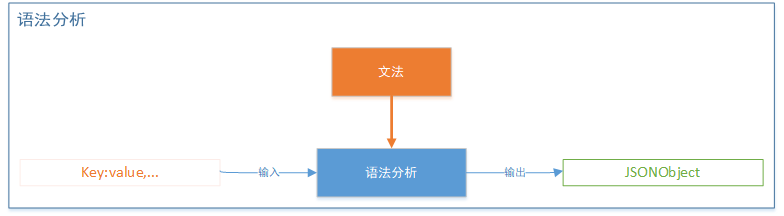 语法分析
文法
Key:value,...
输入
语法分析
输出
JSONObject